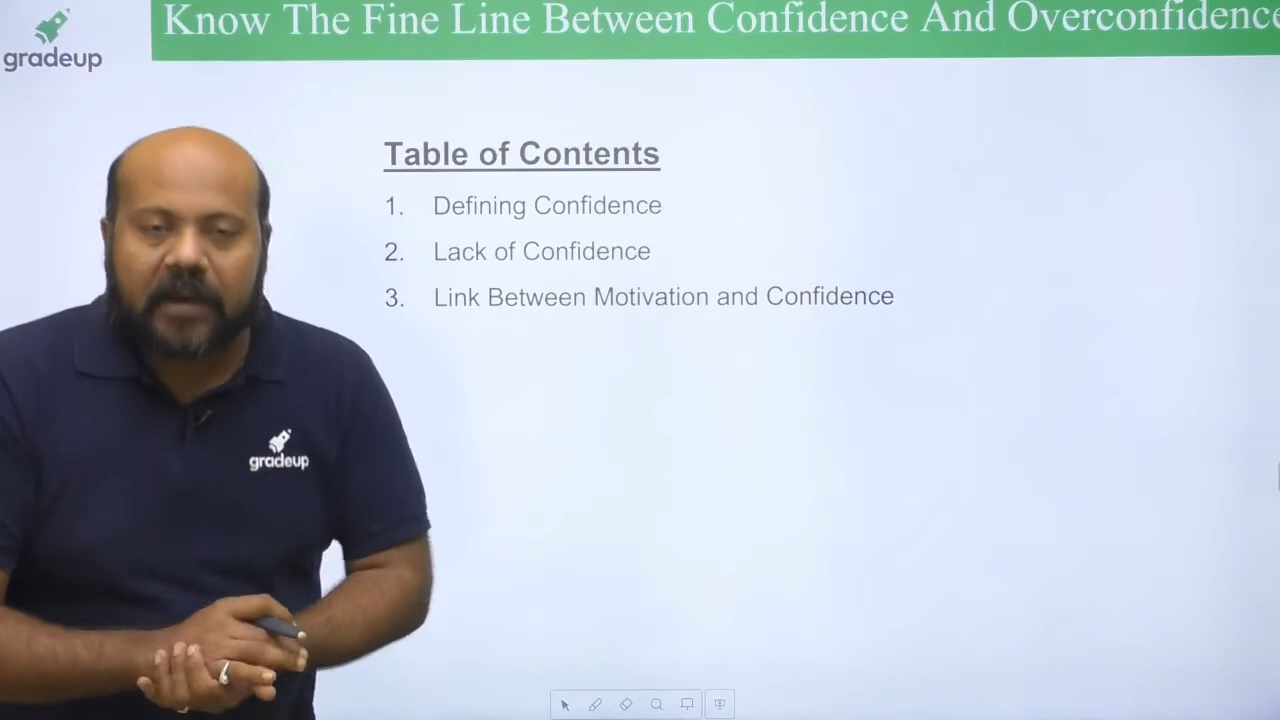 Know The Fine Line Between Confidence And Overconfidence
gradeup
Table of Contents
1. Defining Confidence
2. Lack of Confidence
3. Link Between Motivation and Confidence
gradeup